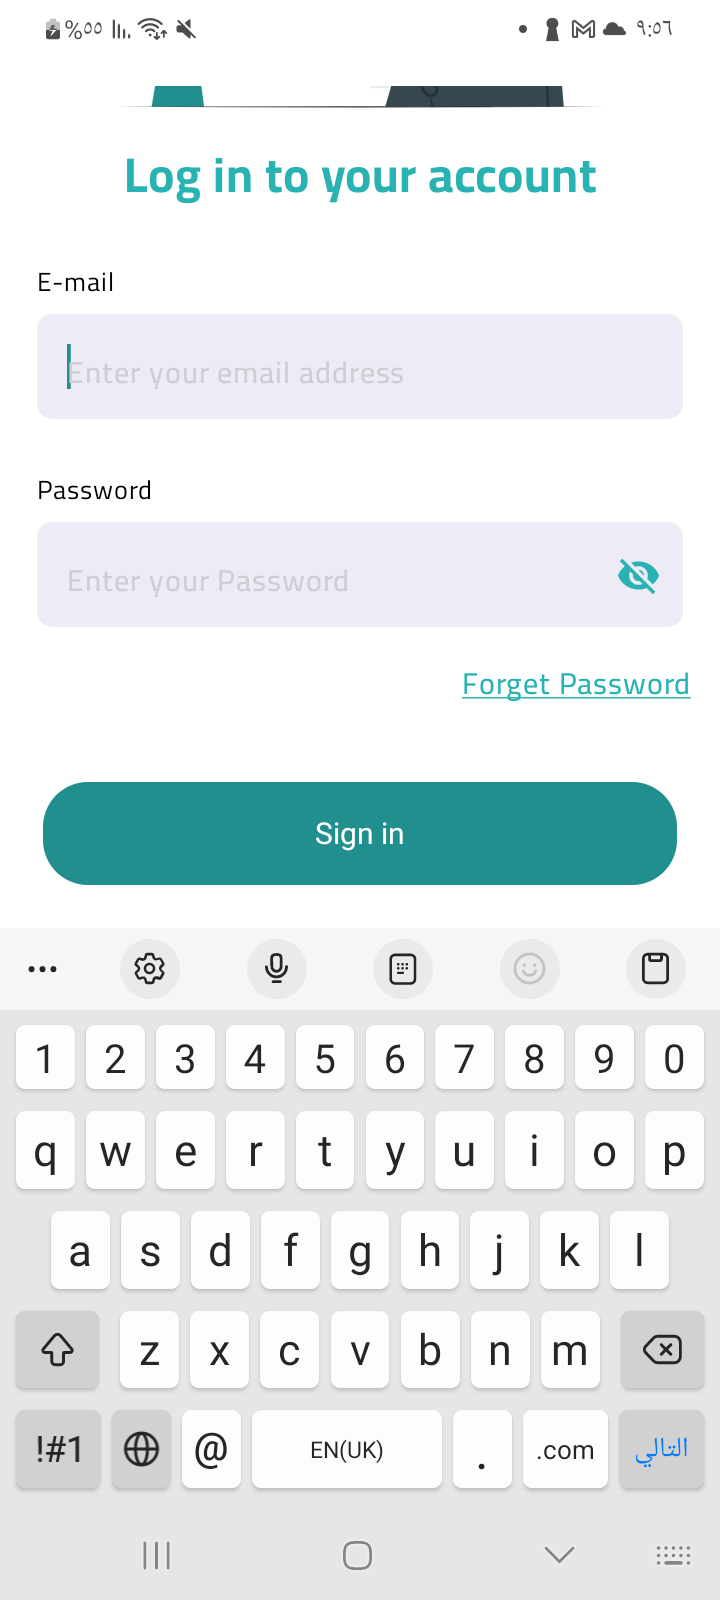 %٥٥ ٩:٥٦
Log in to your account
E-mail
Enter your email address
Password
Enter your Password
Forget Password
Sign in
1 2 3 4 5 6 7 8 9 0
q w e r t y u i o p
a s d f g h j k l
z x c v b n m
!#1 @ EN(UK) . .com التالي